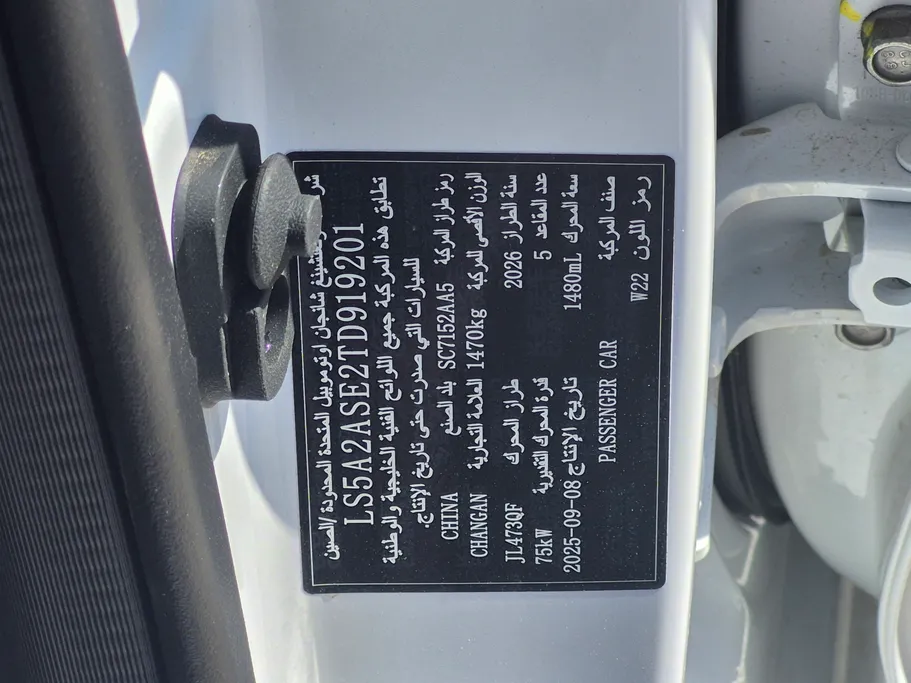 شر تشينغ شانجان اوتوموبيل المتحدة المحدودة /الصين
LS5A2ASE2TD919201
تطابق هذه المركبة جميع اللوائح الفنية الخليجية والوطنية
للسيارات التي صدرت حتى تاريخ الإنتاج.
رمز طراز المركبة SC7152AA5 بلد الصنع CHINA
الوزن الأقصى للمركبة 1470kg العلامة التجارية CHANGAN
سنة الطراز 2026 طراز المحرك JL473QF
عدد المقاعد 5 قدرة المحرك التقديرية 75kW
سعة المحرك 1480mL تاريخ الإنتاج 2025-09-08
صنف المركبة PASSENGER CAR
رمز اللون W22